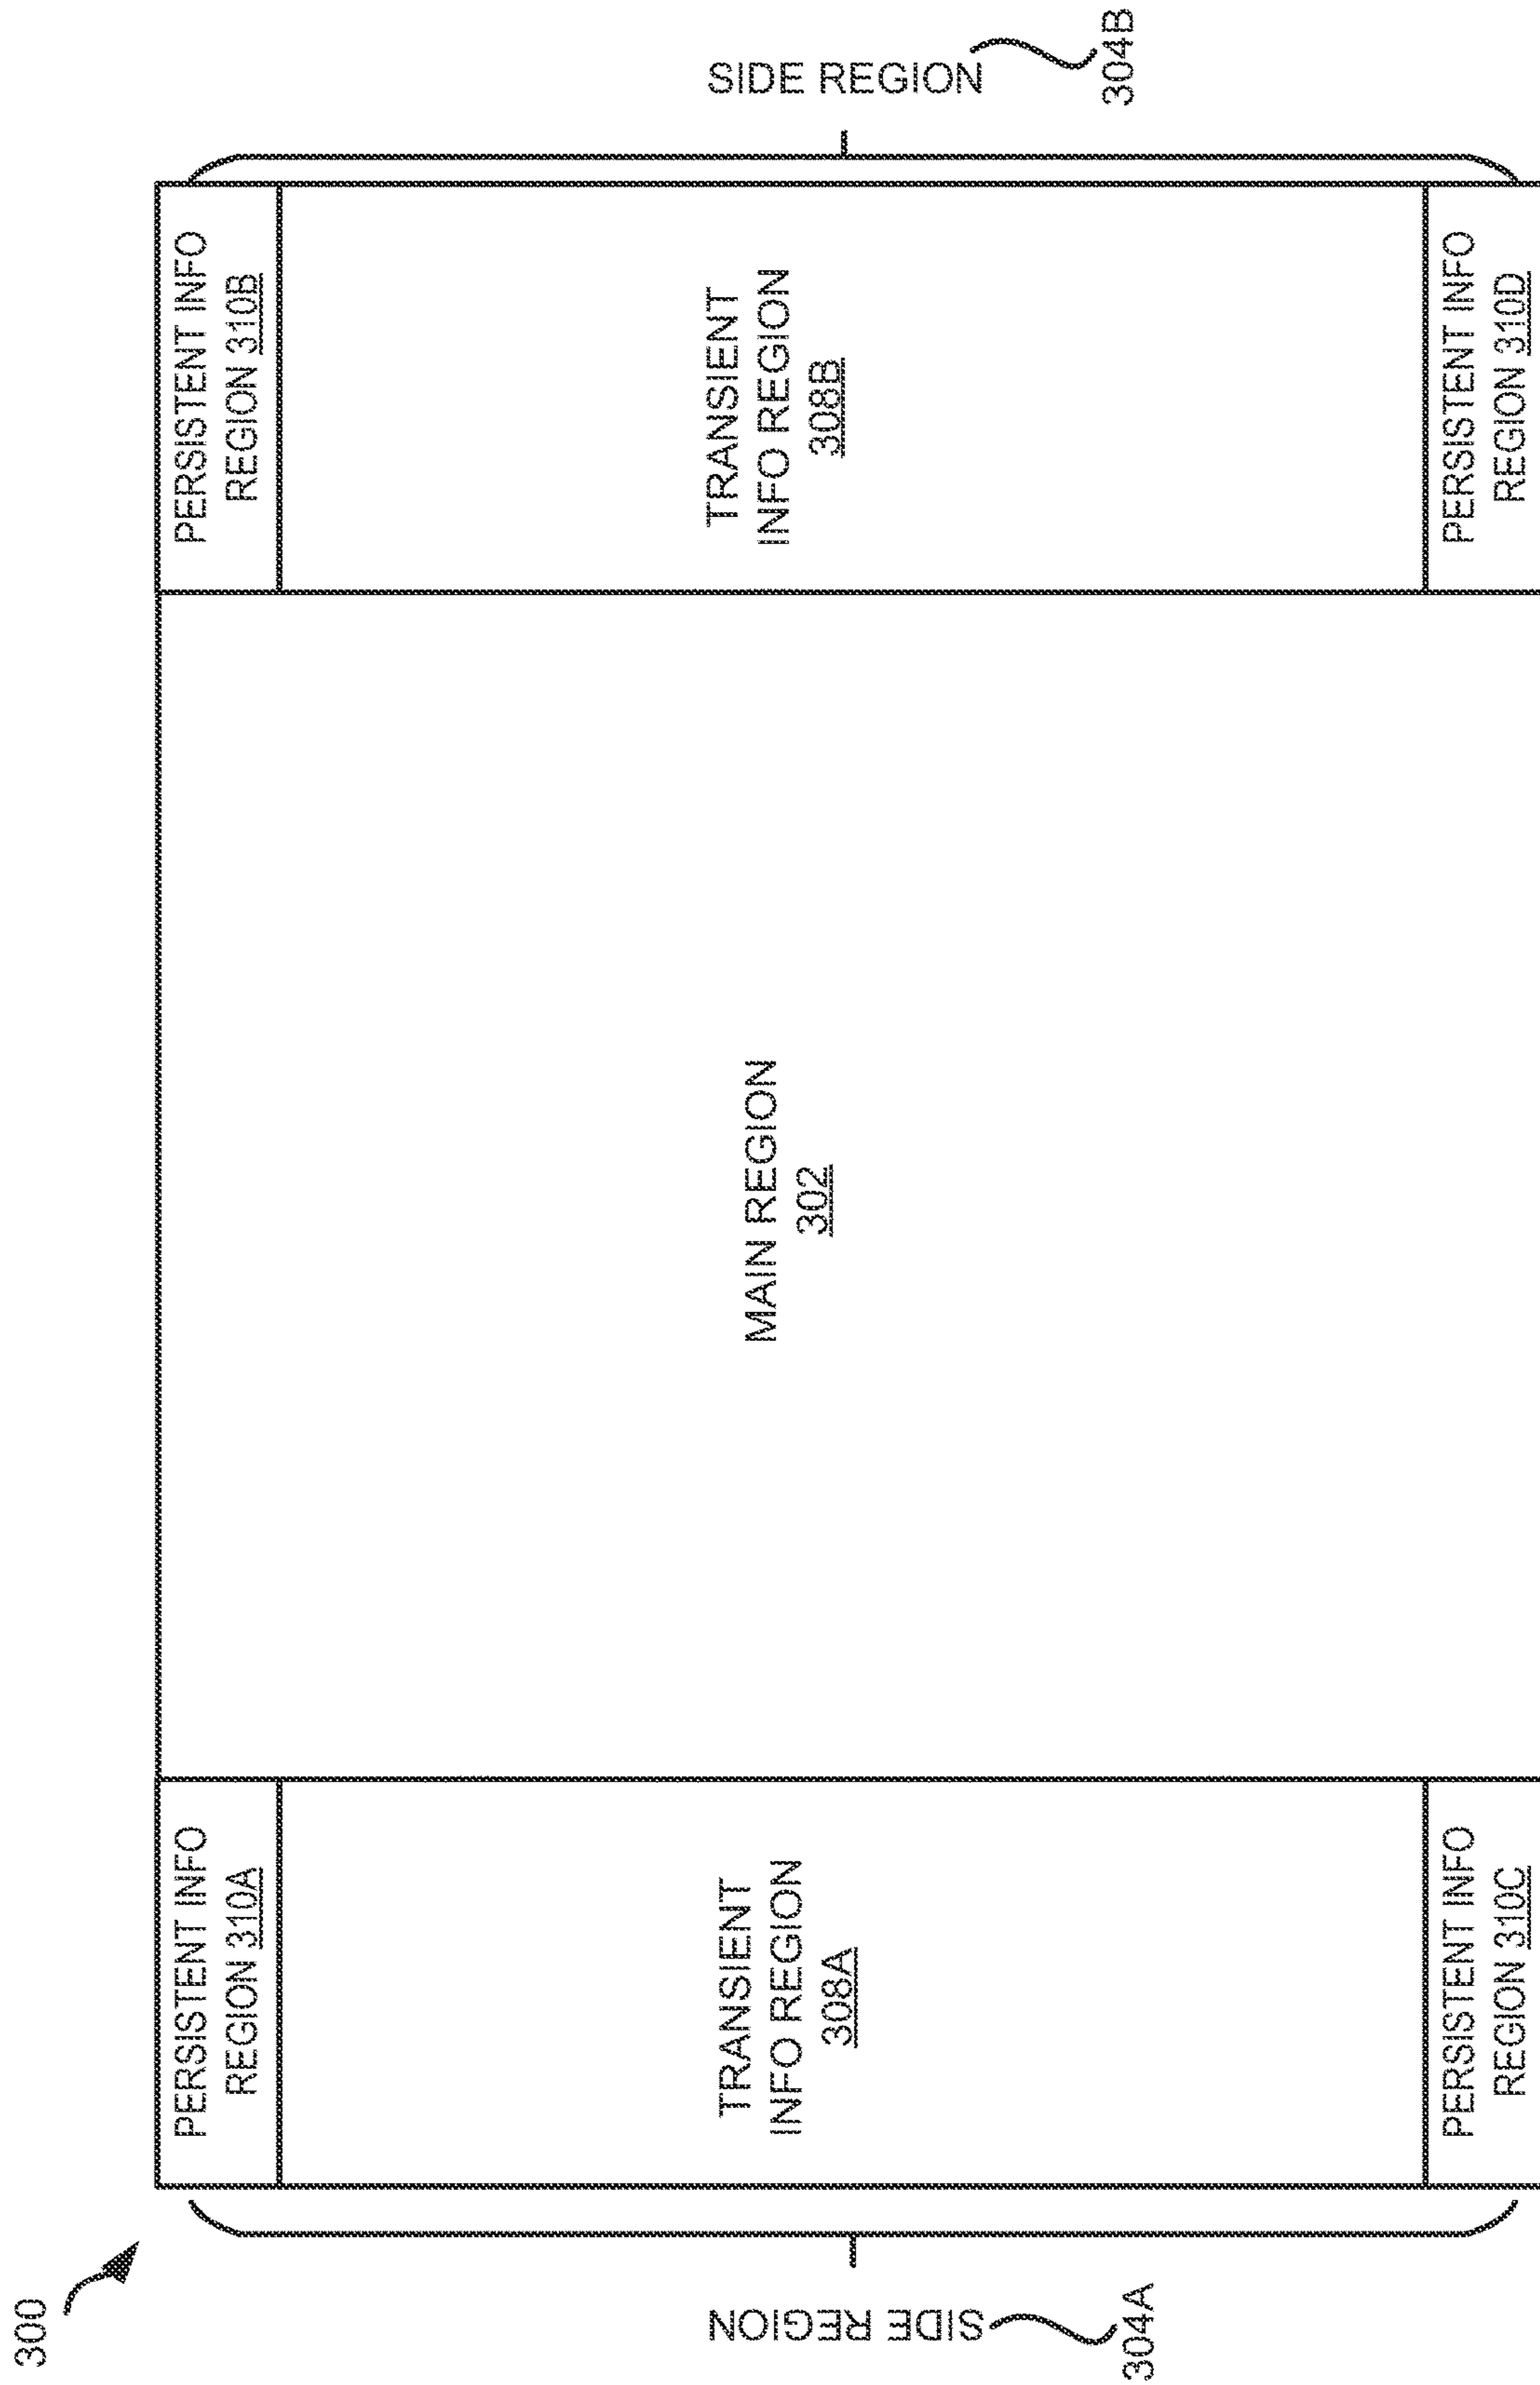 300
SIDE REGION
304A
PERSISTENT INFO
REGION 310A
TRANSIENT
INFO REGION
308A
PERSISTENT INFO
REGION 310C
MAIN REGION
302
PERSISTENT INFO
REGION 310B
TRANSIENT
INFO REGION
308B
PERSISTENT INFO
REGION 310D
SIDE REGION
304B